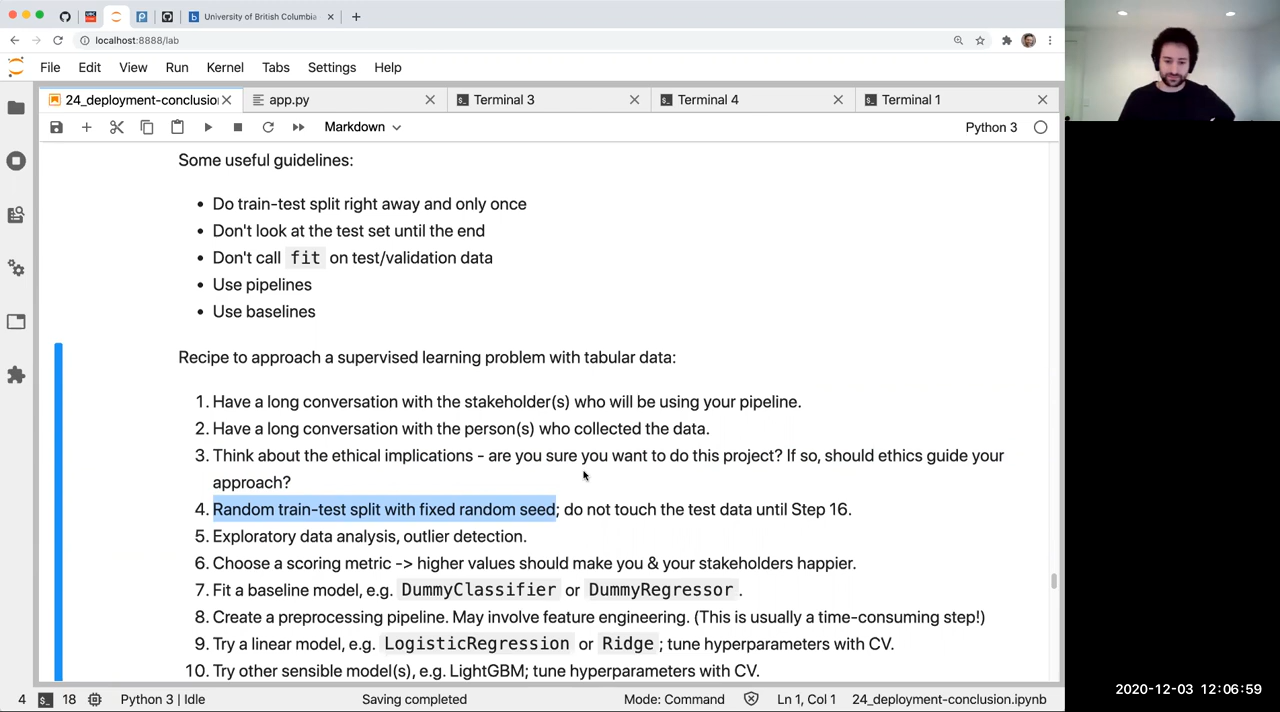 University of British Columbia
localhost:8888/lab
File Edit View Run Kernel Tabs Settings Help
24_deployment-conclusion
app.py
Terminal 3
Terminal 4
Terminal 1
Markdown
Python 3
Some useful guidelines:
• Do train-test split right away and only once
• Don't look at the test set until the end
• Don't call fit on test/validation data
• Use pipelines
• Use baselines
Recipe to approach a supervised learning problem with tabular data:
1. Have a long conversation with the stakeholder(s) who will be using your pipeline.
2. Have a long conversation with the person(s) who collected the data.
3. Think about the ethical implications - are you sure you want to do this project? If so, should ethics guide your
approach?
4. Random train-test split with fixed random seed; do not touch the test data until Step 16.
5. Exploratory data analysis, outlier detection.
6. Choose a scoring metric -> higher values should make you & your stakeholders happier.
7. Fit a baseline model, e.g. DummyClassifier or DummyRegressor.
8. Create a preprocessing pipeline. May involve feature engineering. (This is usually a time-consuming step!)
9. Try a linear model, e.g. LogisticRegression or Ridge; tune hyperparameters with CV.
10. Try other sensible model(s), e.g. LightGBM; tune hyperparameters with CV.
4 18 Python 3 | Idle Saving completed Mode: Command Ln 1, Col 1 24_deployment-conclusion.ipynb
2020-12-03 12:06:59